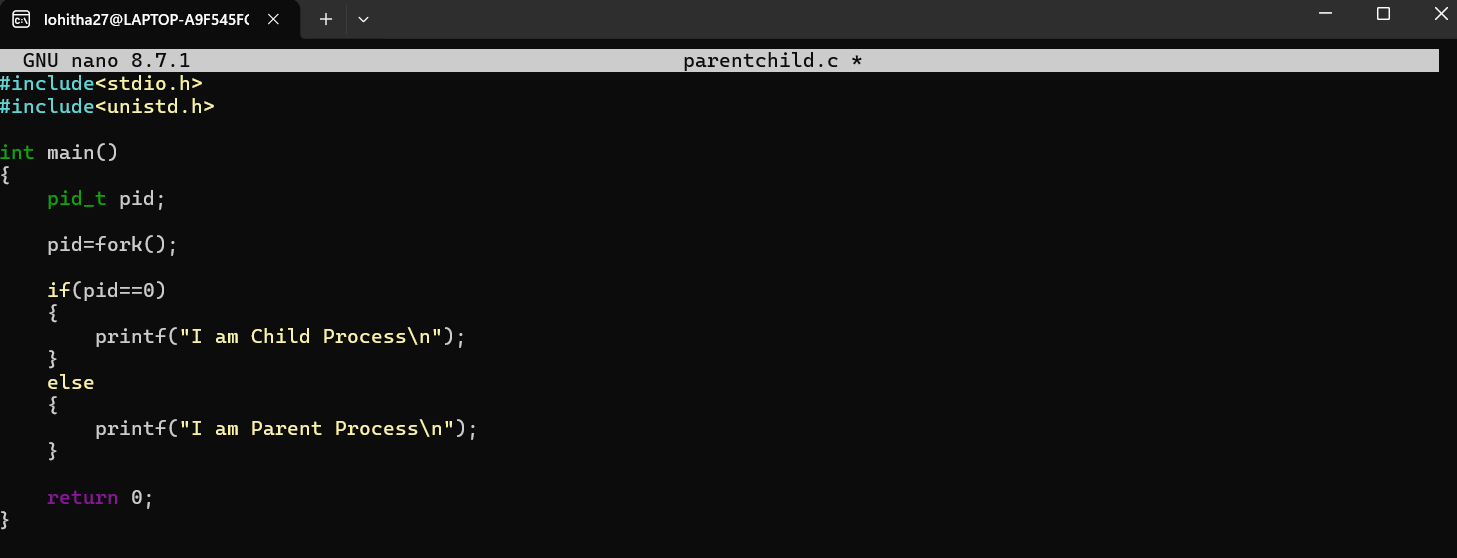 lohitha27@LAPTOP-A9F545F
GNU nano 8.7.1 parentchild.c *
#include<stdio.h>
#include<unistd.h>
int main()
{
    pid_t pid;
    pid=fork();
    if(pid==0)
    {
        printf("I am Child Process\n");
    }
    else
    {
        printf("I am Parent Process\n");
    }
    return 0;
}